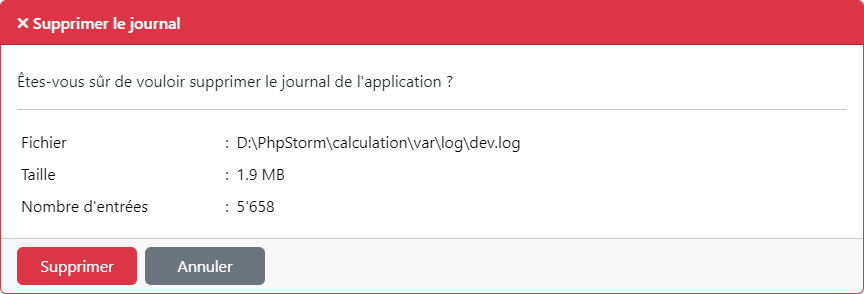 Supprimer le journal
Êtes-vous sûr de vouloir supprimer le journal de l'application ?
Fichier : D:\PhpStorm\calculation\var\log\dev.log
Taille : 1.9 MB
Nombre d'entrées : 5'658
Supprimer Annuler